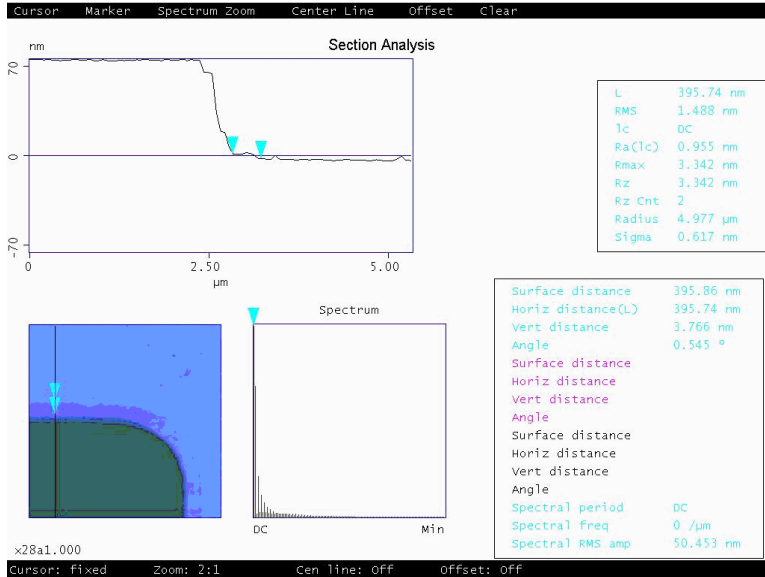 Cursor Marker Spectrum Zoom Center Line Offset Clear
Section Analysis
nm
70
0
-70
0 2.50 5.00
µm
L 395.74 nm
RMS 1.488 nm
lc DC
Ra(lc) 0.955 nm
Rmax 3.342 nm
Rz 3.342 nm
Rz Cnt 2
Radius 4.977 µm
Sigma 0.617 nm
Spectrum
DC Min
Surface distance 395.86 nm
Horiz distance(L) 395.74 nm
Vert distance 3.766 nm
Angle 0.545 °
Surface distance
Horiz distance
Vert distance
Angle
Surface distance
Horiz distance
Vert distance
Angle
Spectral period DC
Spectral freq 0 /µm
Spectral RMS amp 50.453 nm
x28a1.000
Cursor: fixed Zoom: 2:1 Cen line: Off Offset: Off